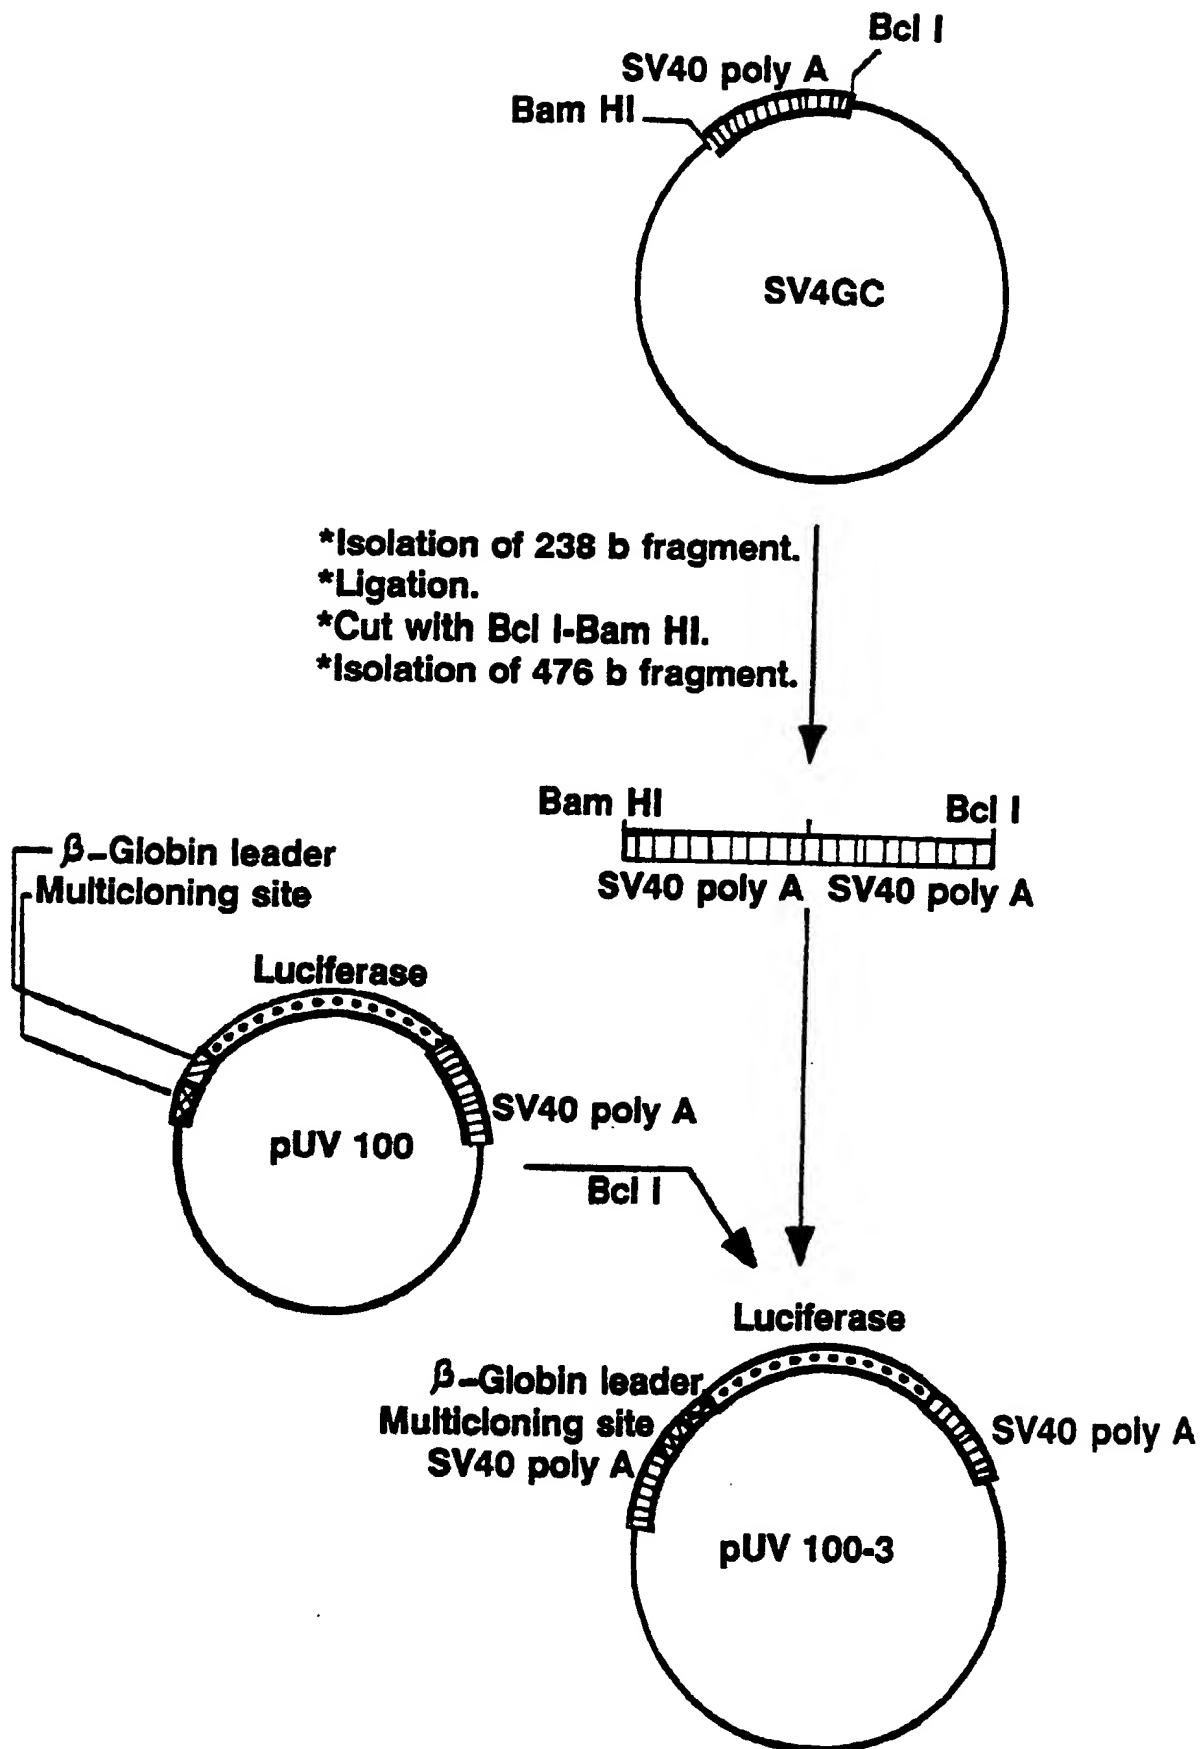 Bcl I
SV40 poly A
Bam HI
SV4GC
*Isolation of 238 b fragment.
*Ligation.
*Cut with Bcl I-Bam HI.
*Isolation of 476 b fragment.
Bam HI
Bcl I
SV40 poly A SV40 poly A
β-Globin leader
Multicloning site
Luciferase
SV40 poly A
pUV 100
Bcl I
Luciferase
β-Globin leader
Multicloning site
SV40 poly A
SV40 poly A
pUV 100-3